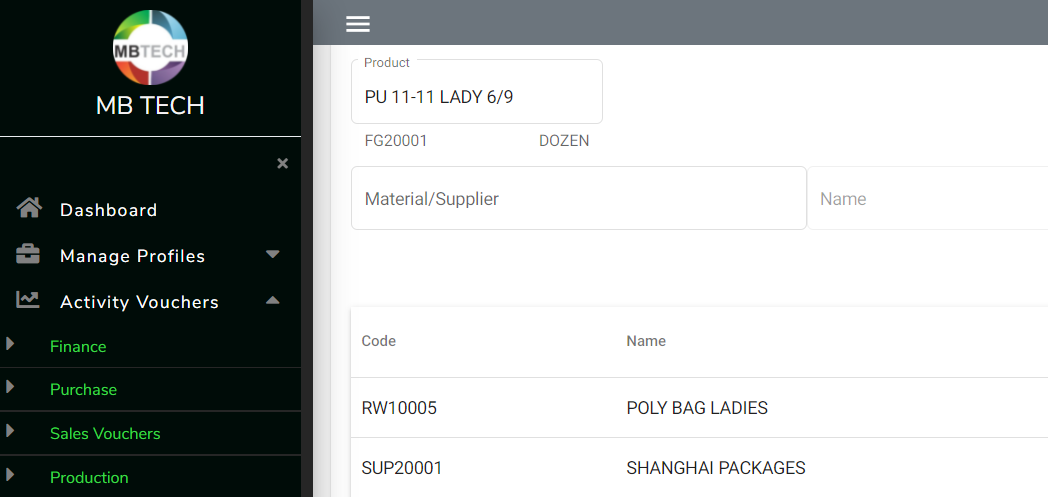 MBTECH
MB TECH
Dashboard
Manage Profiles
Activity Vouchers
Finance
Purchase
Sales Vouchers
Production
Product
PU 11-11 LADY 6/9
FG20001 DOZEN
Material/Supplier Name
Code Name
RW10005 POLY BAG LADIES
SUP20001 SHANGHAI PACKAGES